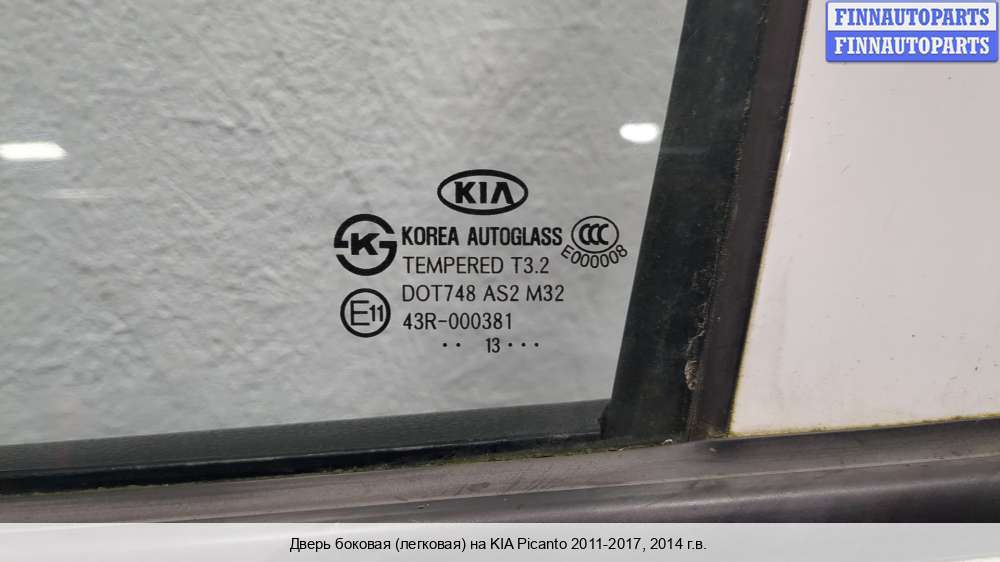 FINNAUTOPARTS
FINNAUTOPARTS
KIA
K KOREA AUTOGLASS CCC
E000008
TEMPERED T3.2
DOT748 AS2 M32
E11 43R-000381
·· 13 ···
Дверь боковая (легковая) на KIA Picanto 2011-2017, 2014 г.в.